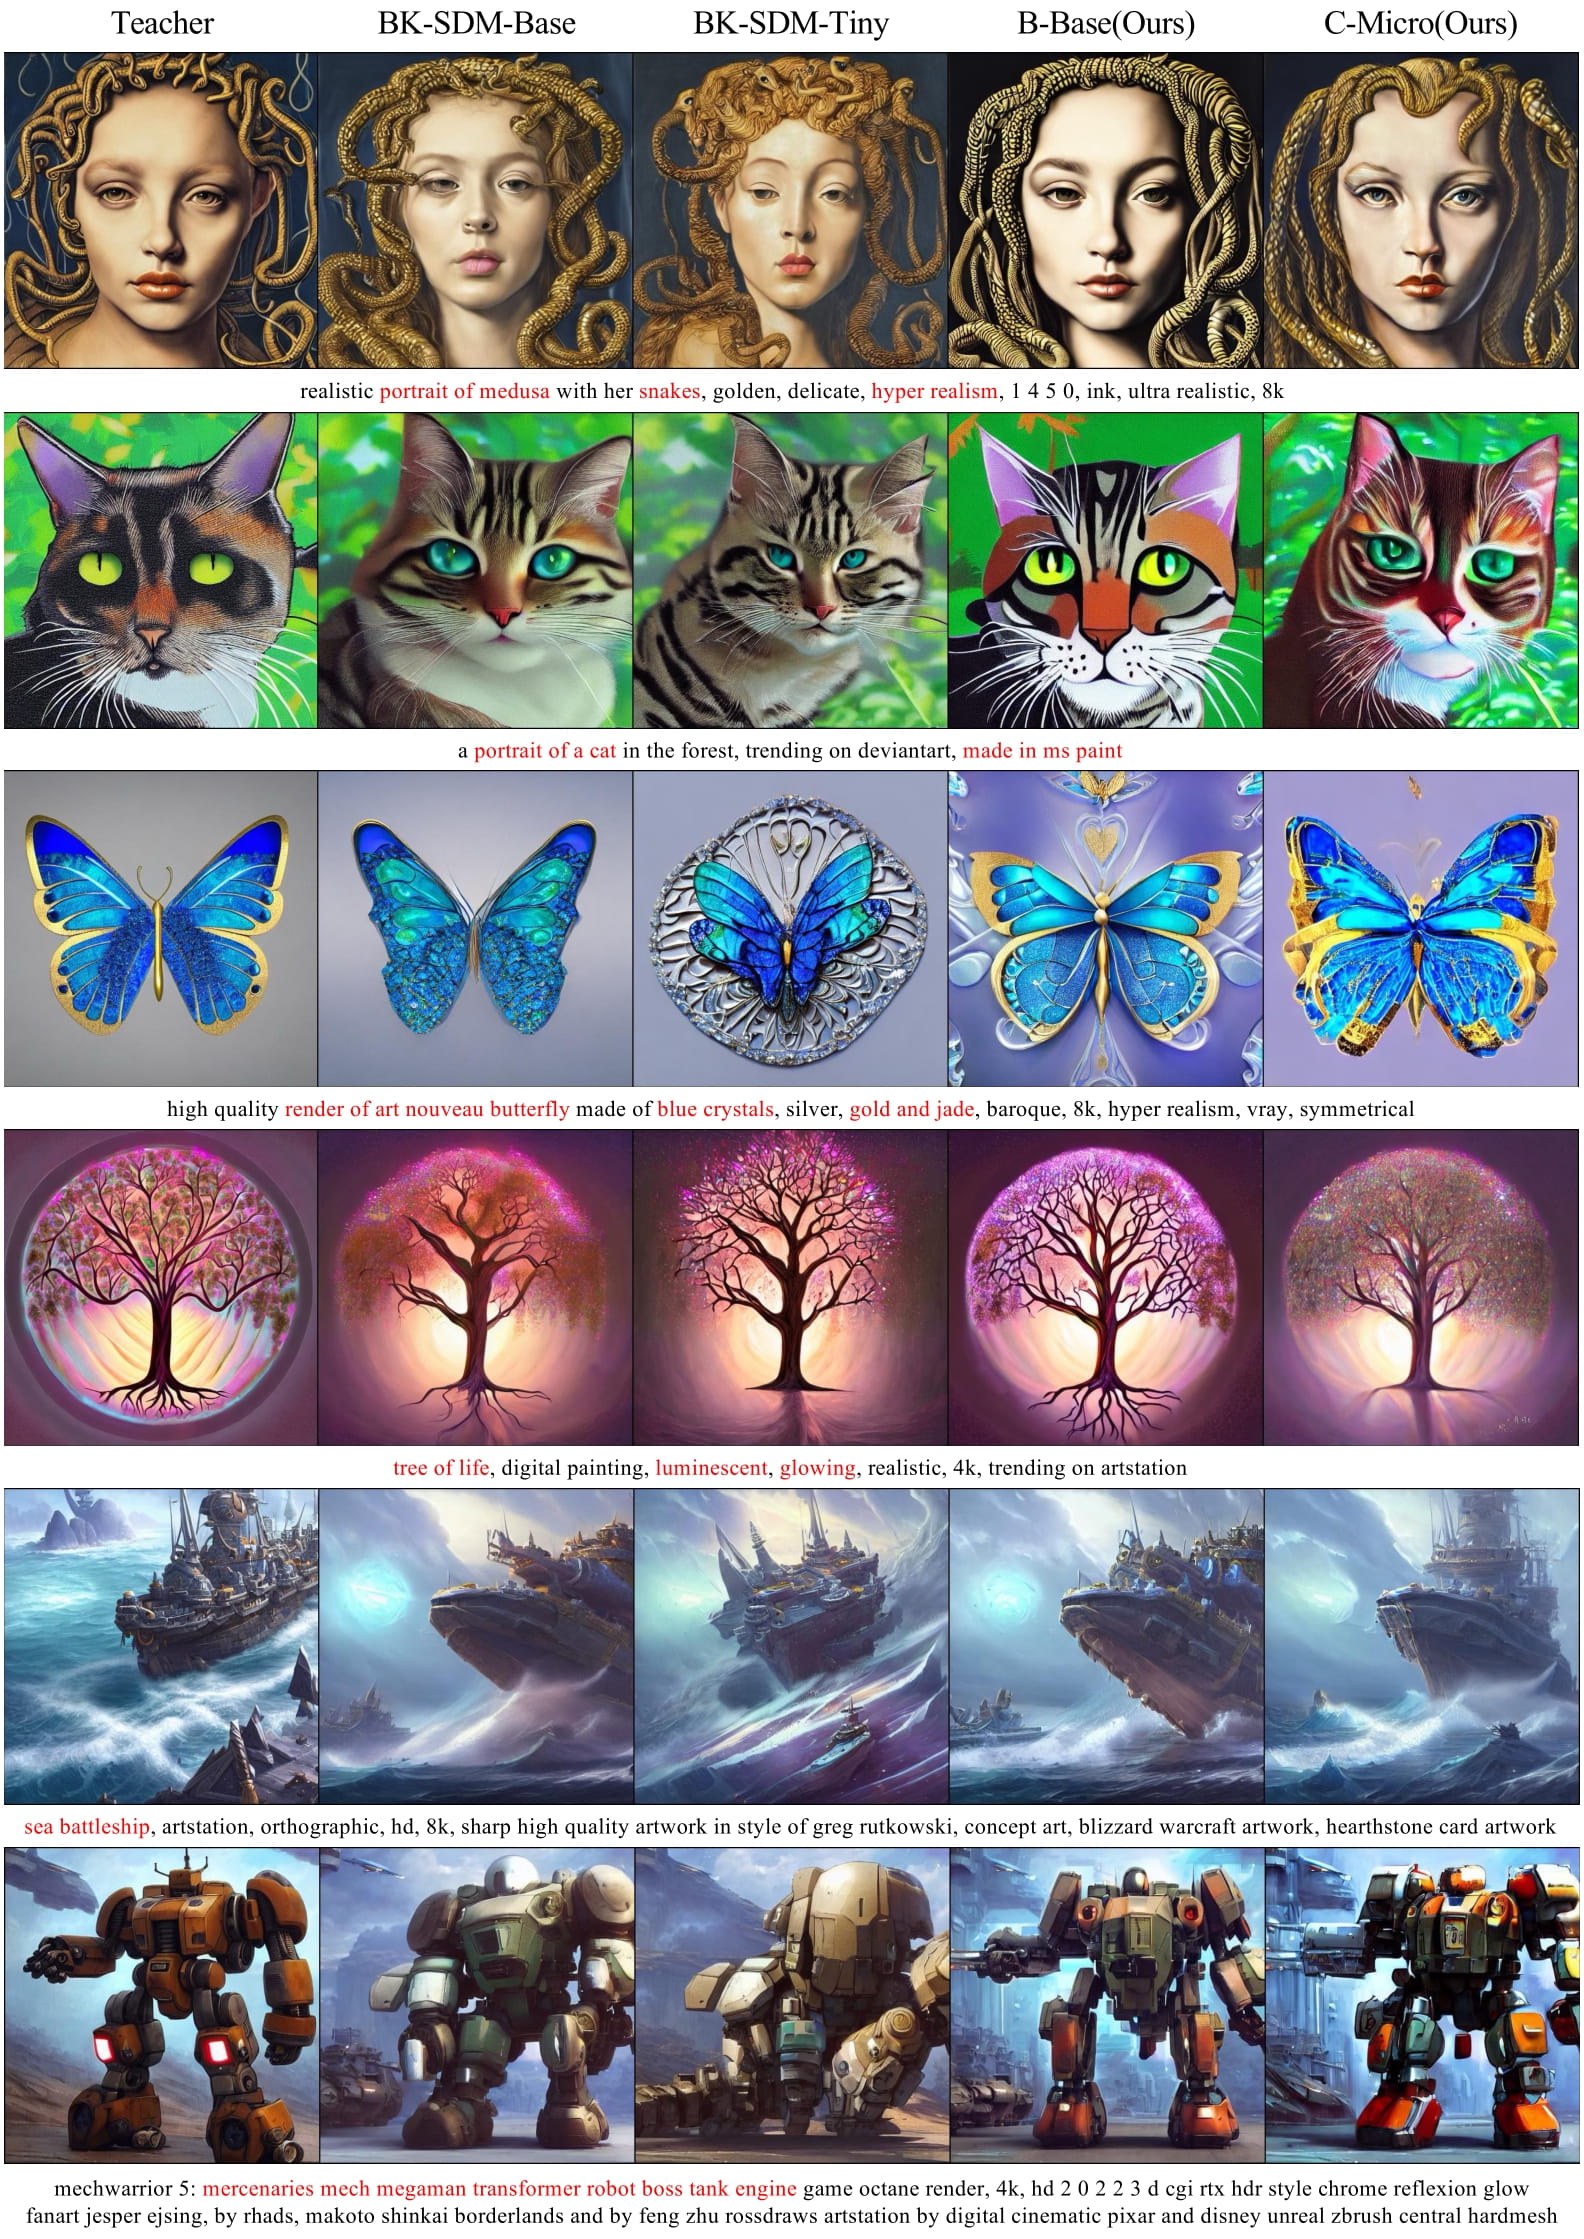 Teacher BK-SDM-Base BK-SDM-Tiny B-Base(Ours) C-Micro(Ours)
realistic portrait of medusa with her snakes, golden, delicate, hyper realism, 1 4 5 0, ink, ultra realistic, 8k
a portrait of a cat in the forest, trending on deviantart, made in ms paint
high quality render of art nouveau butterfly made of blue crystals, silver, gold and jade, baroque, 8k, hyper realism, vray, symmetrical
tree of life, digital painting, luminescent, glowing, realistic, 4k, trending on artstation
sea battleship, artstation, orthographic, hd, 8k, sharp high quality artwork in style of greg rutkowski, concept art, blizzard warcraft artwork, hearthstone card artwork
mechwarrior 5: mercenaries mech megaman transformer robot boss tank engine game octane render, 4k, hd 2 0 2 2 3 d cgi rtx hdr style chrome reflexion glow
fanart jesper ejsing, by rhads, makoto shinkai borderlands and by feng zhu rossdraws artstation by digital cinematic pixar and disney unreal zbrush central hardmesh